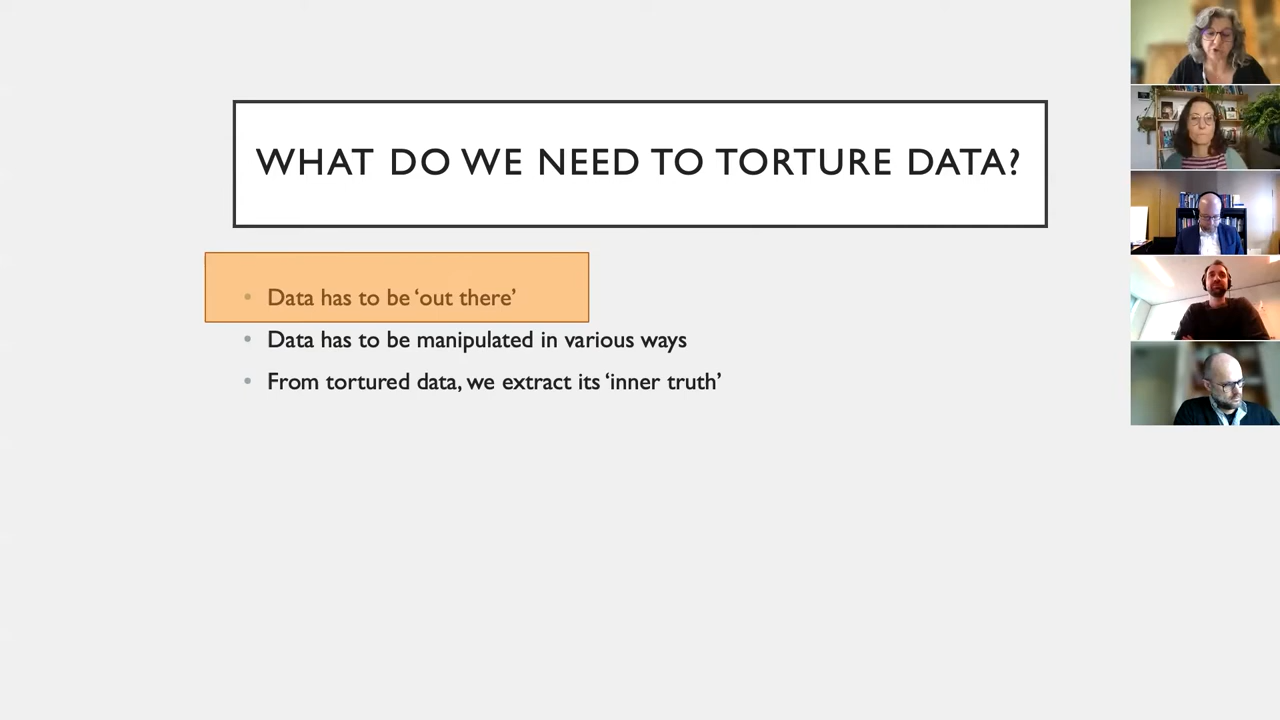 WHAT DO WE NEED TO TORTURE DATA?
• Data has to be ‘out there’
• Data has to be manipulated in various ways
• From tortured data, we extract its ‘inner truth’